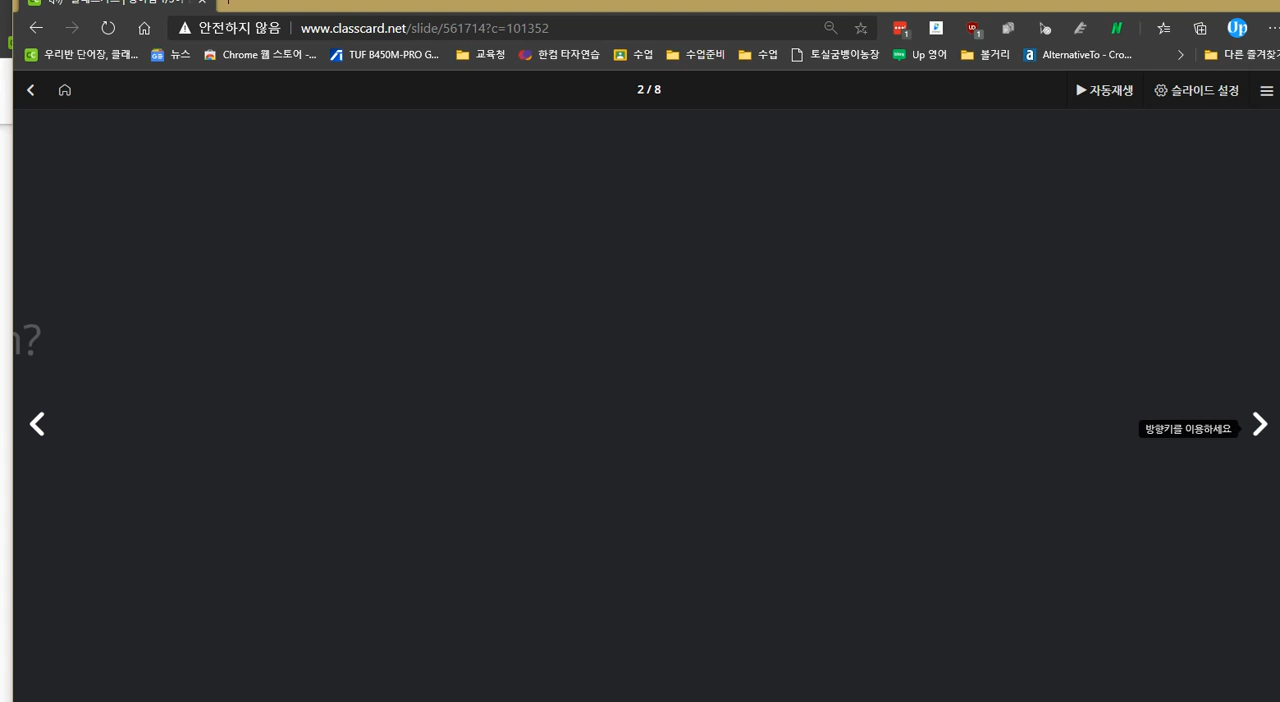 안전하지 않음 www.classcard.net/slide/561714?c=101352
우리반 단어장, 클래... 뉴스 Chrome 웹 스토어 -... TUF B450M-PRO G... 교육청 한컴 타자연습 수업 수업준비 수업 토실굼벵이농장 Up 영어 볼거리 AlternativeTo - Cro... 다른 즐겨찾기
2 / 8 자동재생 슬라이드 설정
?
방향키를 이용하세요